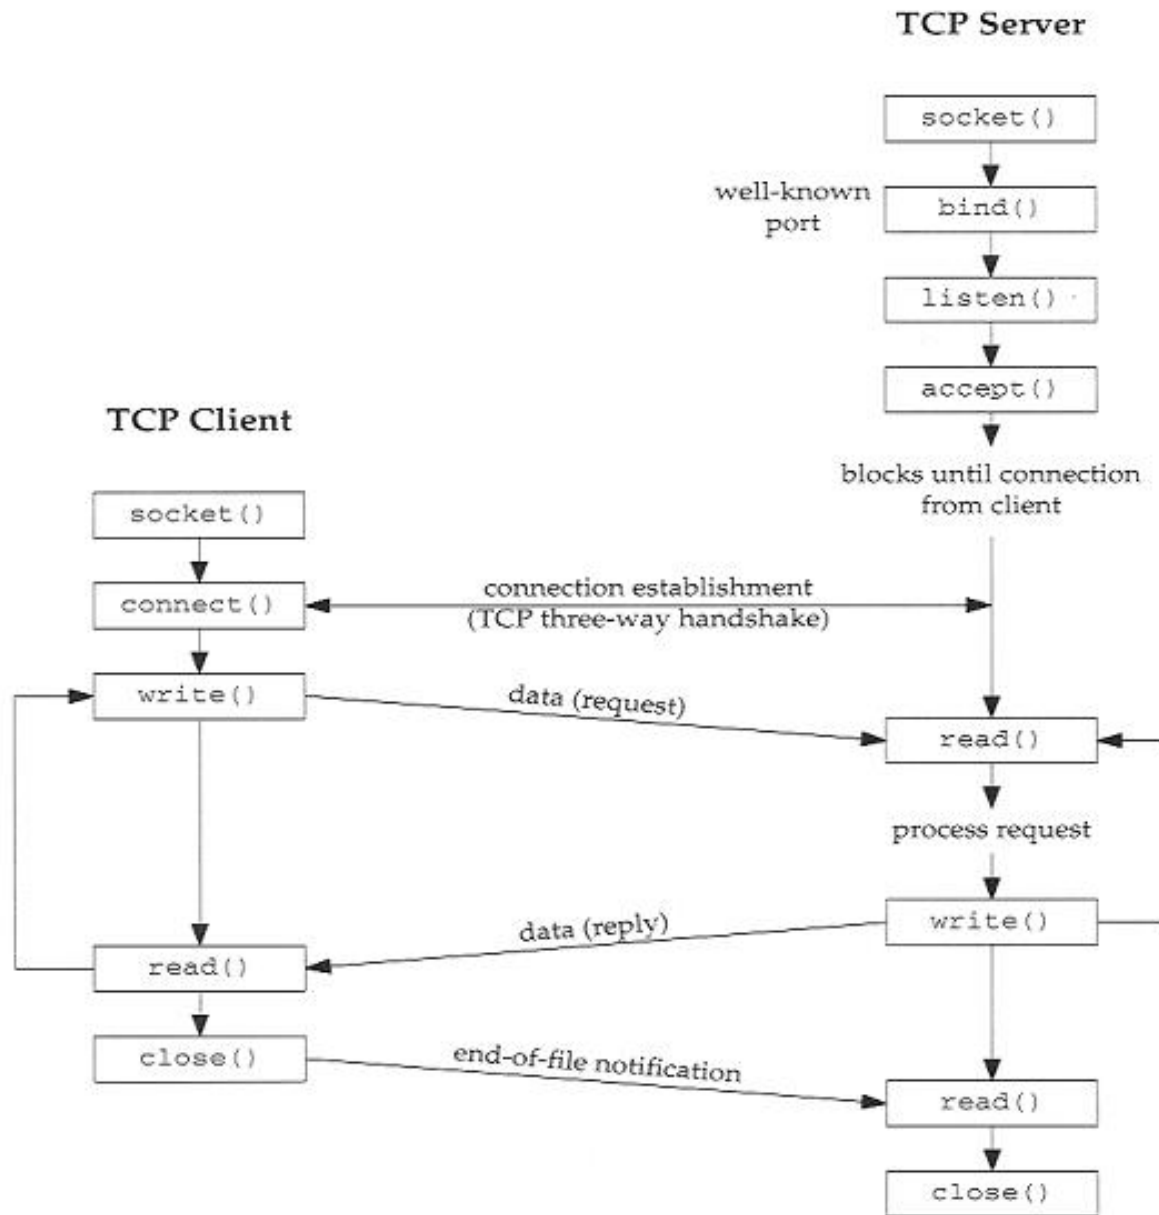 TCP Server
socket()
well-known
port
bind()
listen()
accept()
blocks until connection
from client
TCP Client
socket()
connect()
connection establishment
(TCP three-way handshake)
write()
data (request)
read()
process request
write()
data (reply)
read()
close()
end-of-file notification
read()
close()